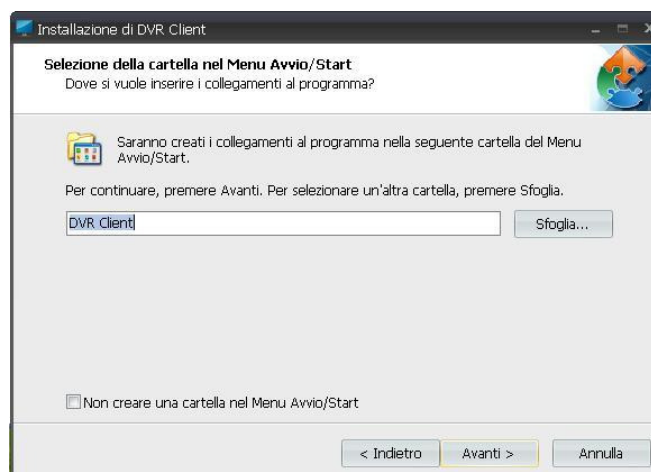 Installazione di DVR Client
Selezione della cartella nel Menu Avvio/Start
Dove si vuole inserire i collegamenti al programma?
Saranno creati i collegamenti al programma nella seguente cartella del Menu
Avvio/Start.
Per continuare, premere Avanti. Per selezionare un'altra cartella, premere Sfoglia.
DVR Client
Sfoglia...
Non creare una cartella nel Menu Avvio/Start
< Indietro
Avanti >
Annulla